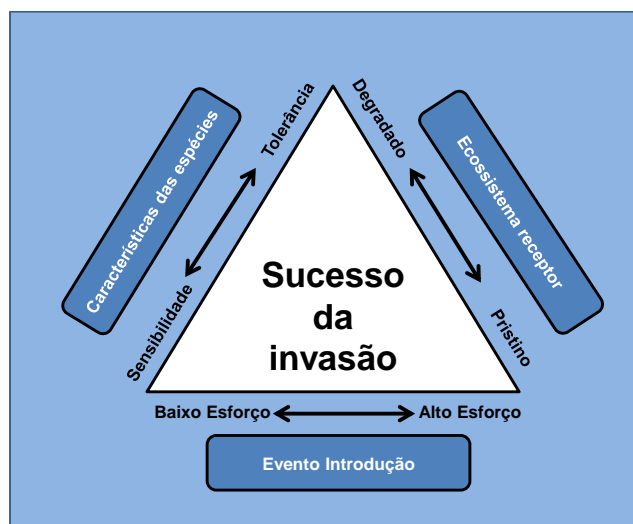 Características das espécies
Tolerância
Sensibilidade
Degradado
Pristino
Ecossistema receptor
Sucesso
da
invasão
Baixo Esforço
Alto Esforço
Evento Introdução